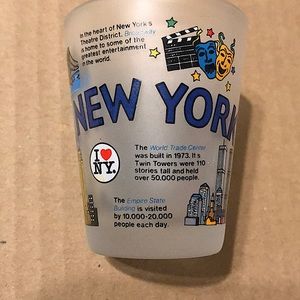 In the heart of New York's
Theatre District, Broadway
is home to some of the
greatest entertainment
in the world.
NEW YORK
The World Trade Center
was built in 1973. It's
Twin Towers were 110
stories tall and held
over 50.000 people.
I ♥
NY.
The Empire State
Building is visited
by 10.000-20.000
people each day.